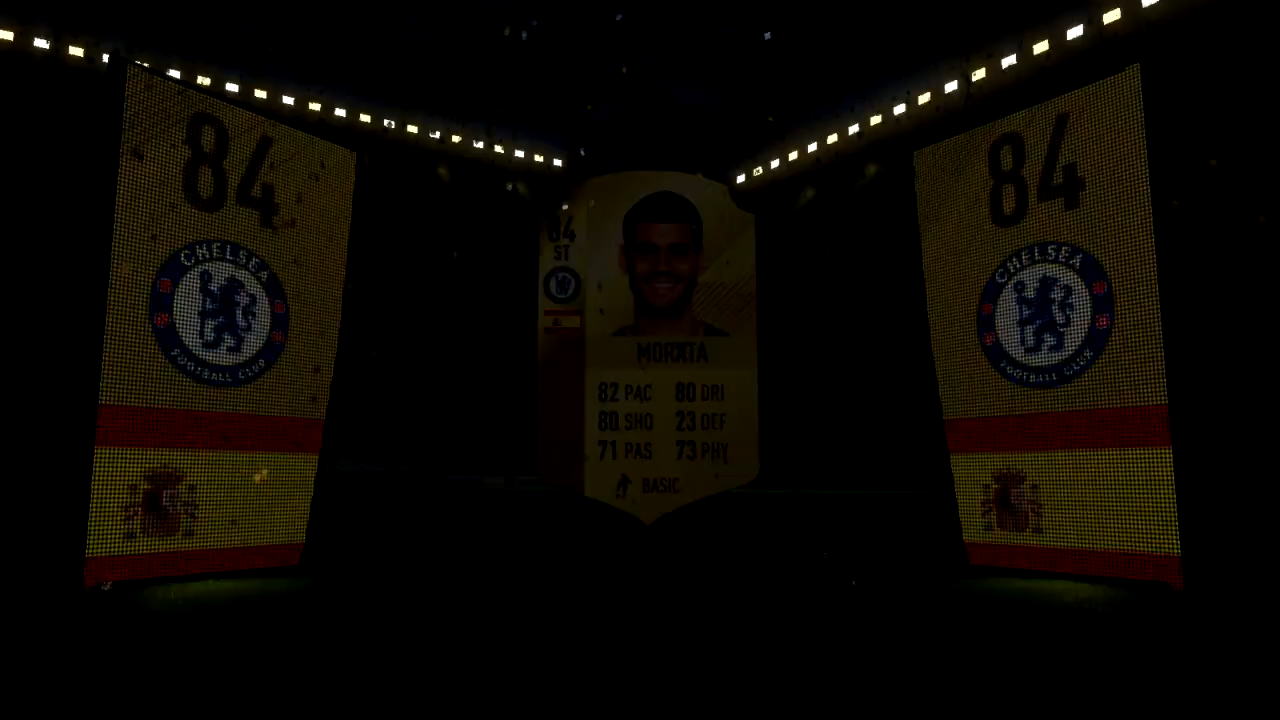 84
CHELSEA
FOOTBALL CLUB
84
ST
MORATA
82 PAC 80 DRI
80 SHO 23 DEF
71 PAS 73 PHY
BASIC
84
CHELSEA
FOOTBALL CLUB